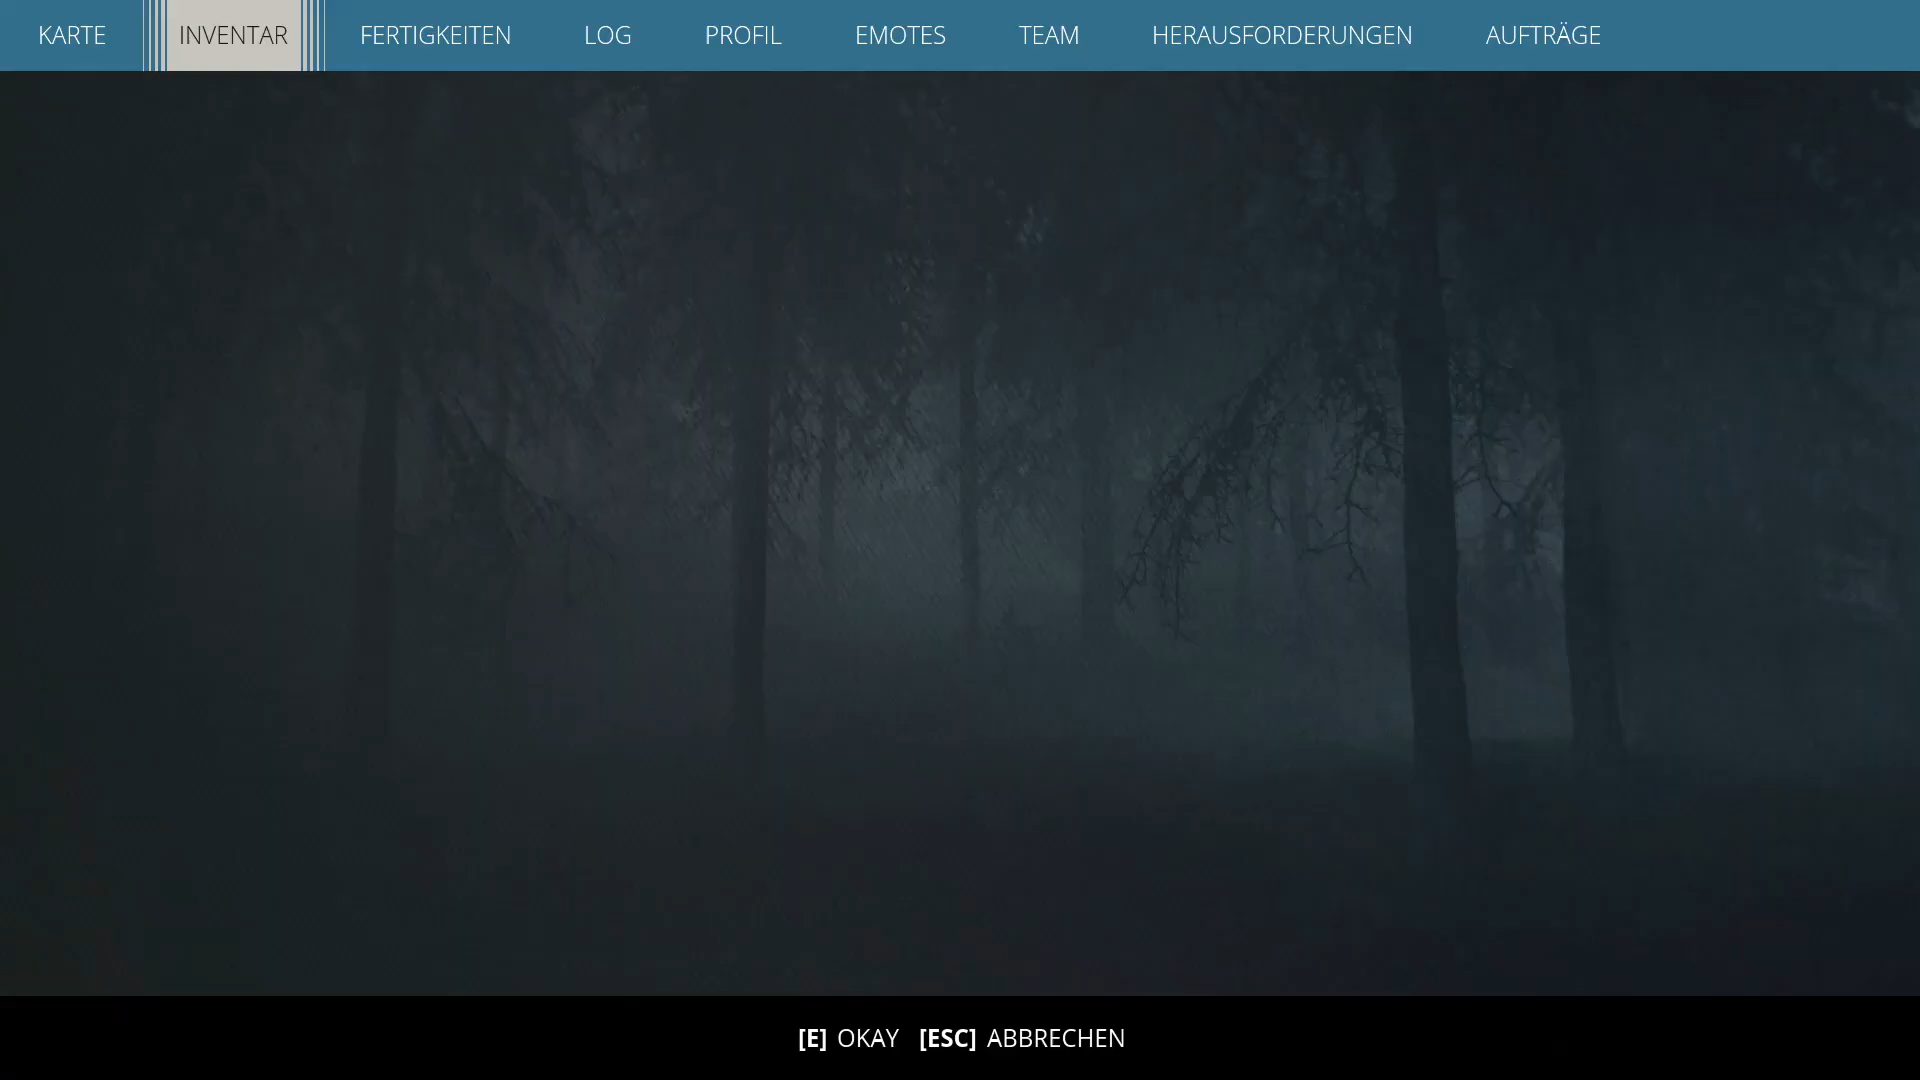 KARTE INVENTAR FERTIGKEITEN LOG PROFIL EMOTES TEAM HERAUSFORDERUNGEN AUFTRÄGE
[E] OKAY [ESC] ABBRECHEN